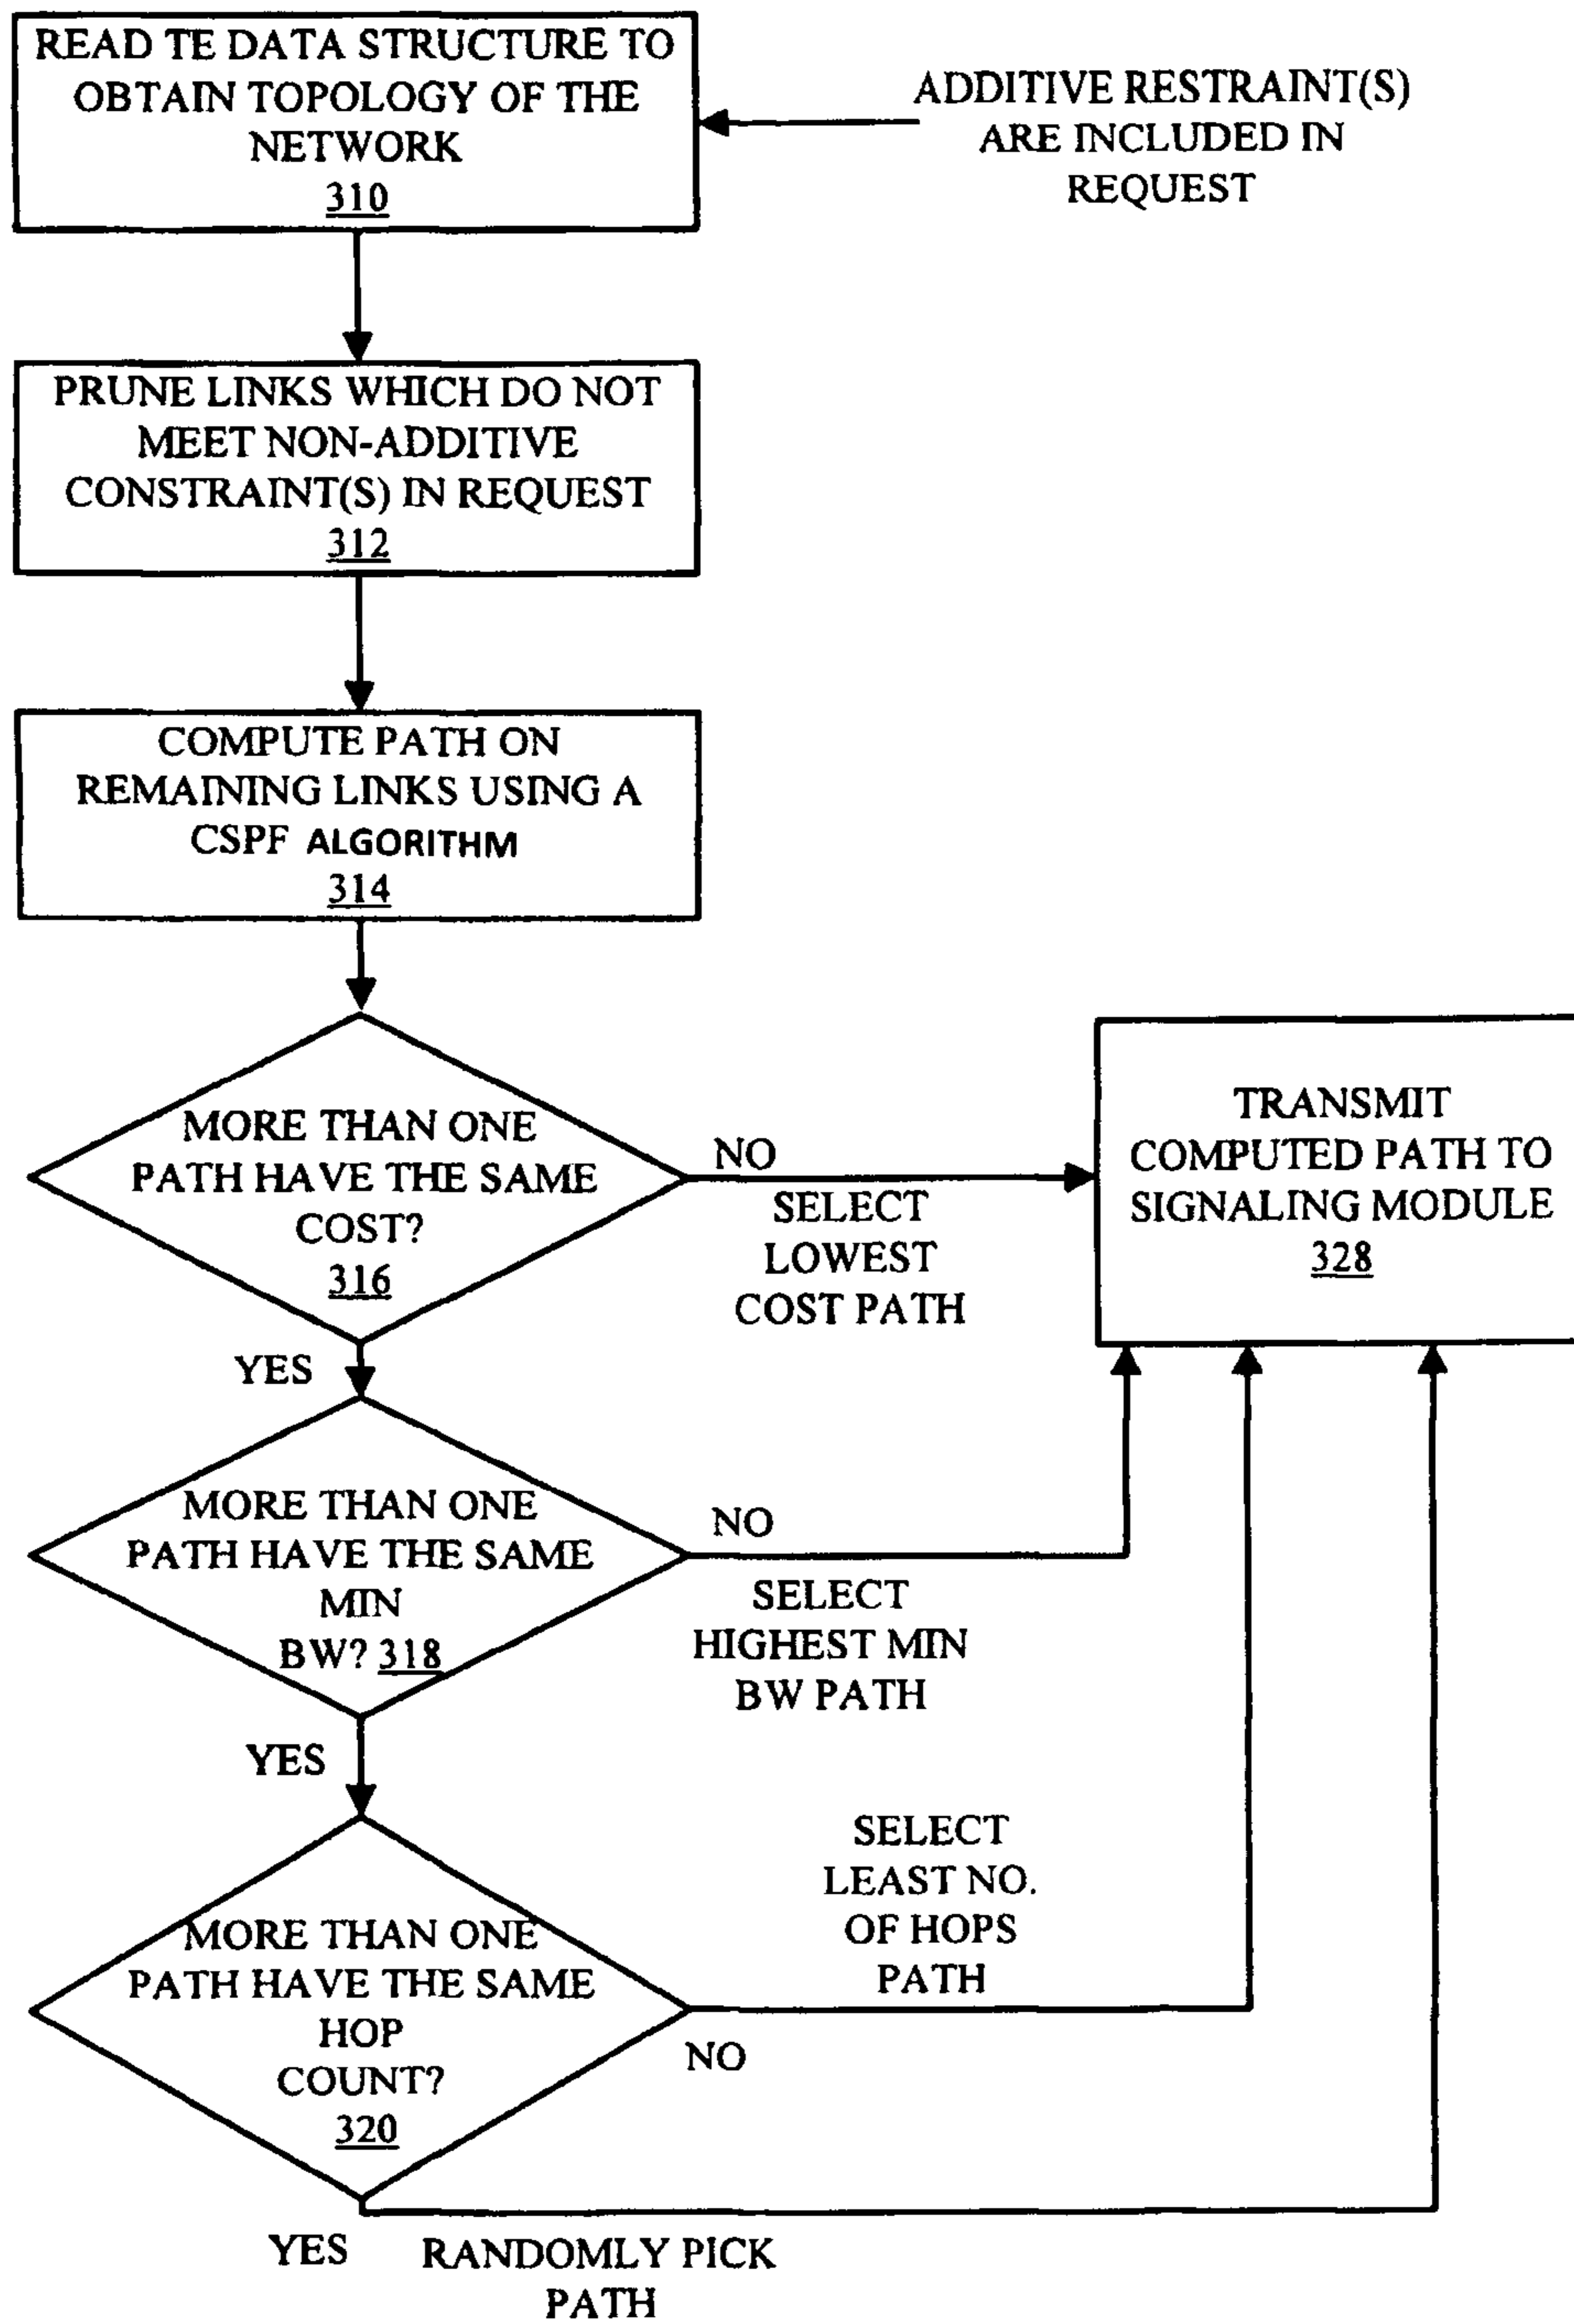 READ TE DATA STRUCTURE TO
OBTAIN TOPOLOGY OF THE
NETWORK
310
ADDITIVE RESTRAINT(S)
ARE INCLUDED IN
REQUEST
PRUNE LINKS WHICH DO NOT
MEET NON-ADDITIVE
CONSTRAINT(S) IN REQUEST
312
COMPUTE PATH ON
REMAINING LINKS USING A
CSPF ALGORITHM
314
MORE THAN ONE
PATH HAVE THE SAME
COST?
316
NO
SELECT
LOWEST
COST PATH
TRANSMIT
COMPUTED PATH TO
SIGNALING MODULE
328
YES
MORE THAN ONE
PATH HAVE THE SAME
MIN
BW? 318
NO
SELECT
HIGHEST MIN
BW PATH
YES
MORE THAN ONE
PATH HAVE THE SAME
HOP
COUNT?
320
SELECT
LEAST NO.
OF HOPS
PATH
NO
YES
RANDOMLY PICK
PATH